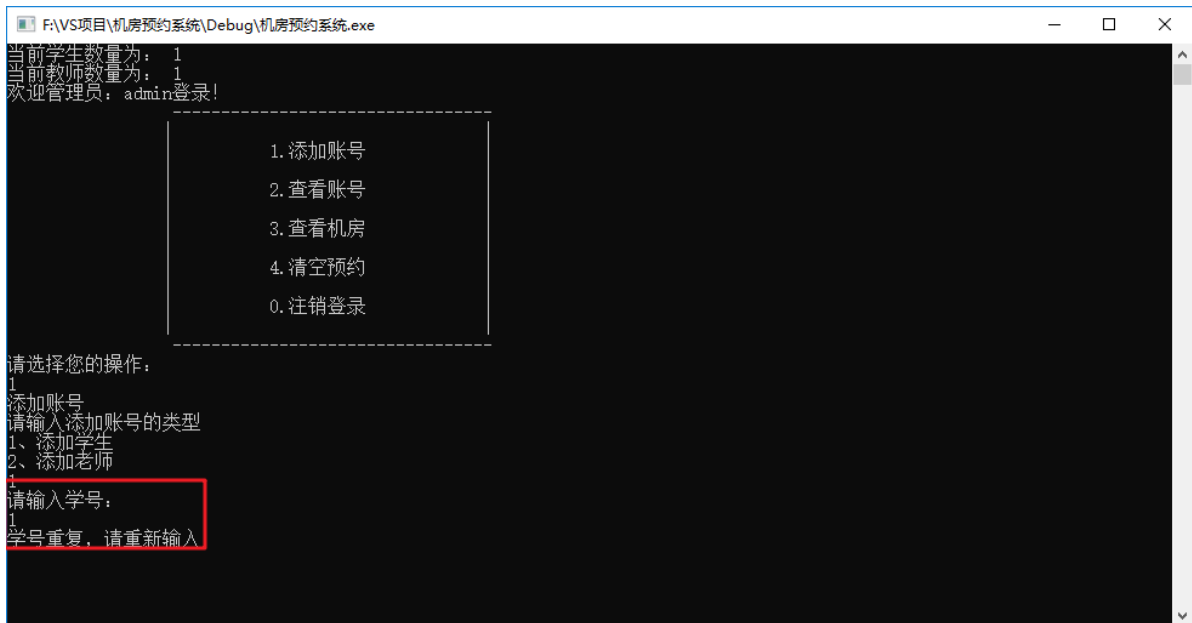 F:\VS项目\机房预约系统\Debug\机房预约系统.exe
当前学生数量为： 1
当前教师数量为： 1
欢迎管理员：admin登录！
---------------------------------
1.添加账号
2.查看账号
3.查看机房
4.清空预约
0.注销登录
---------------------------------
请选择您的操作：
1
添加账号
请输入添加账号的类型
1、添加学生
2、添加老师
1
请输入学号：
1
学号重复，请重新输入